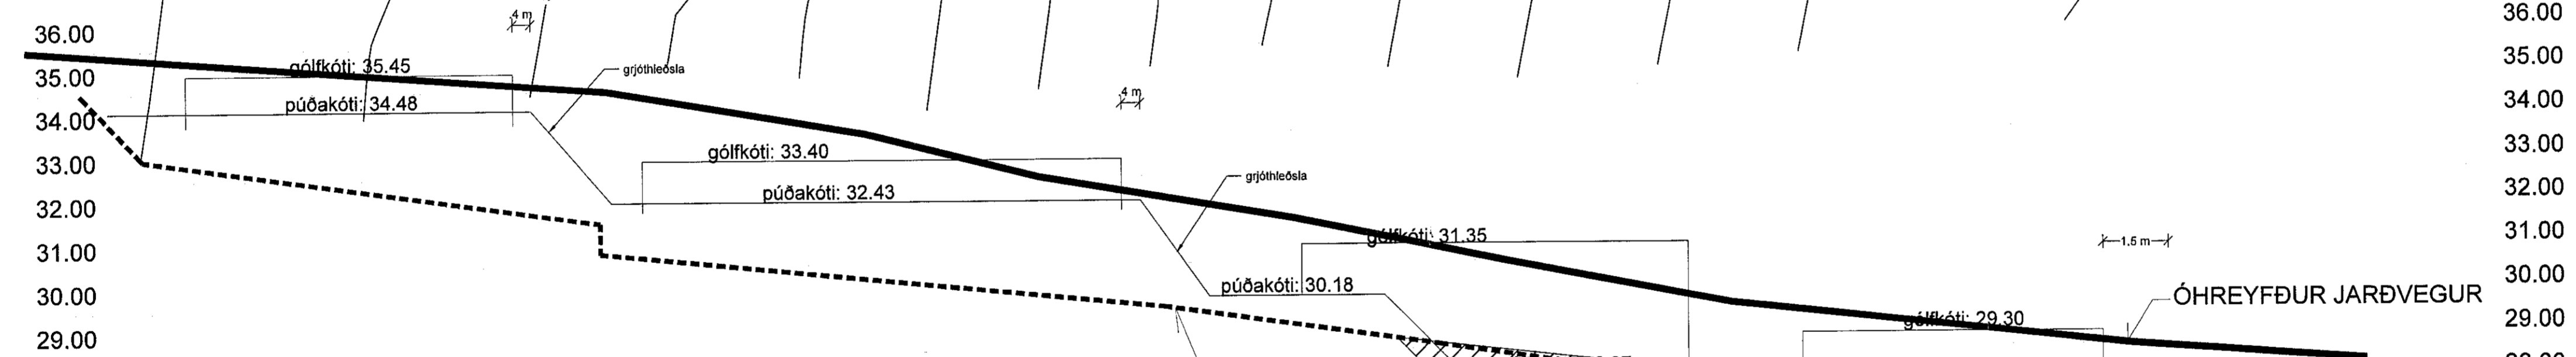 36.00
35.00
34.00
33.00
32.00
31.00
30.00
29.00
4 m
gólfkóti: 35.45
púðakóti: 34.48
grjóthleðsla
4 m
gólfkóti: 33.40
púðakóti: 32.43
grjóthleðsla
gólfkóti: 31.35
púðakóti: 30.18
1.5 m
ÓHREYFÐUR JARÐVEGUR
gólfkóti: 29.30
36.00
35.00
34.00
33.00
32.00
31.00
30.00
29.00